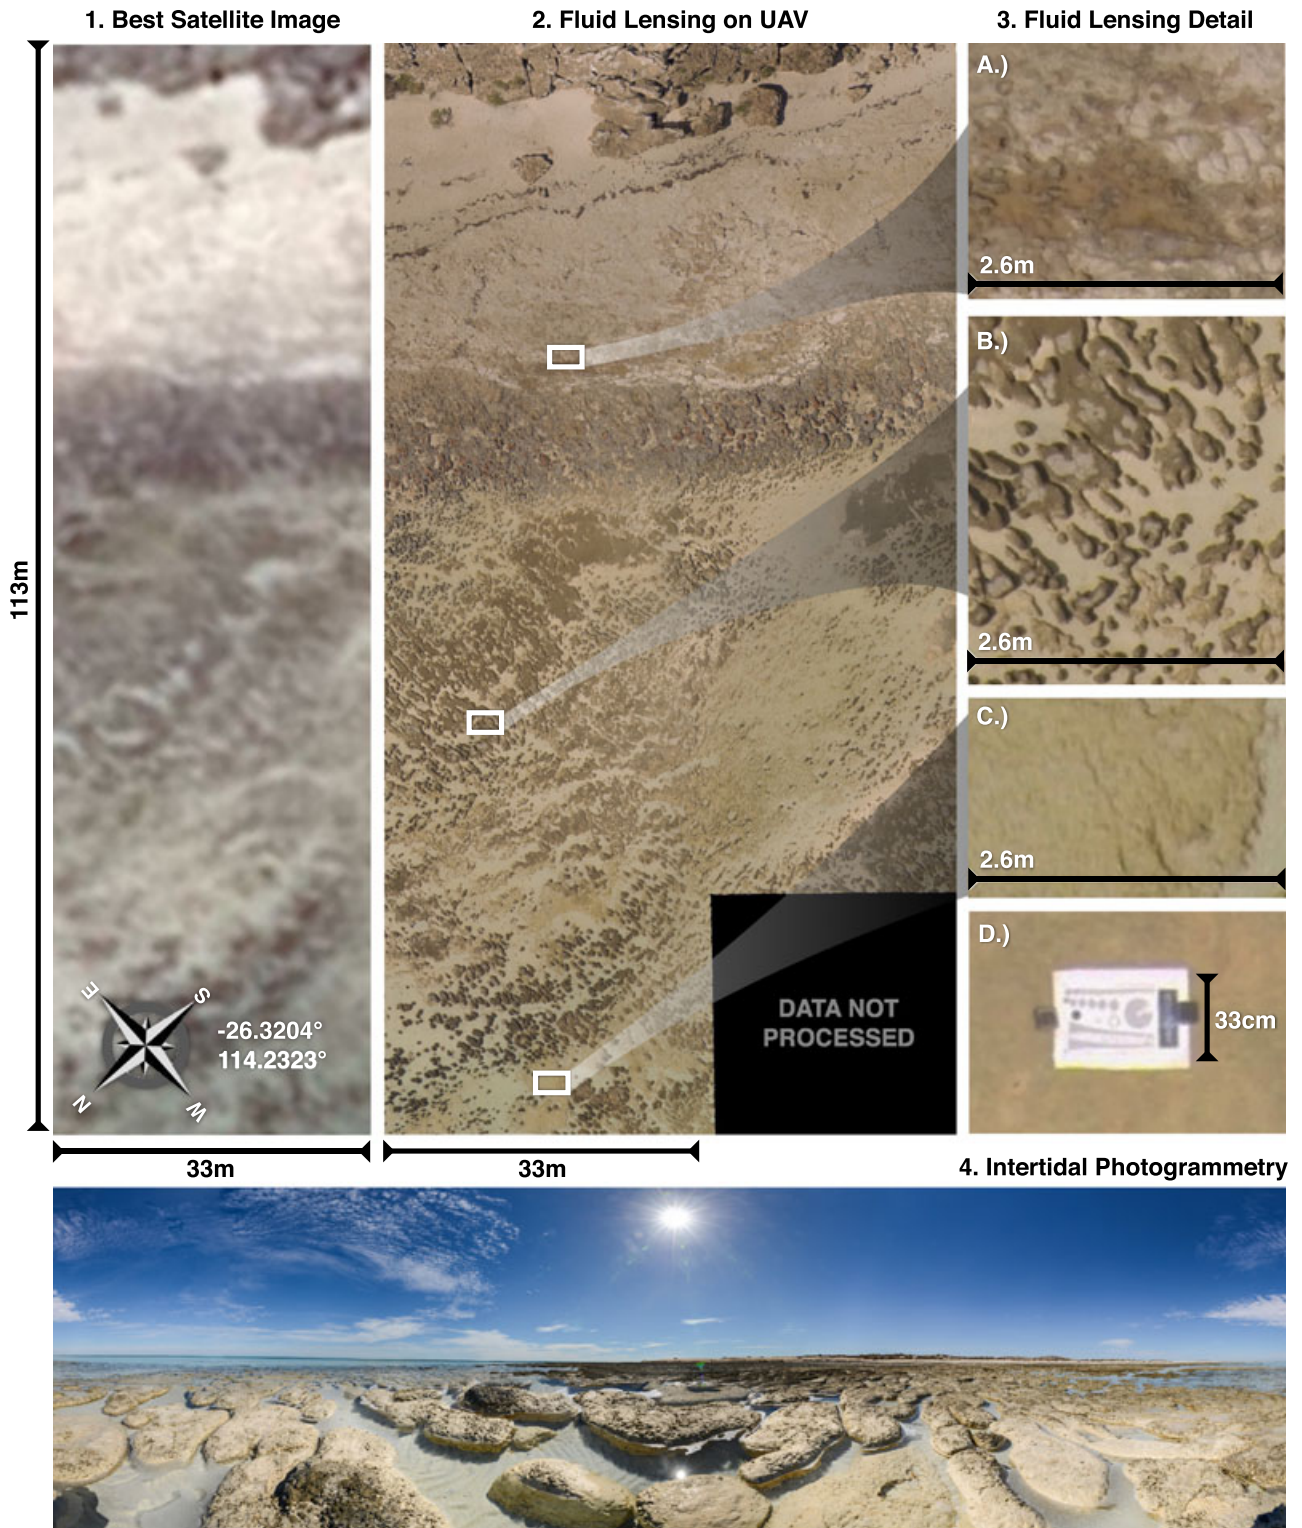 1. Best Satellite Image
2. Fluid Lensing on UAV
3. Fluid Lensing Detail
A.)
2.6m
B.)
2.6m
C.)
2.6m
D.)
33cm
113m
E
S
N
W
-26.3204°
114.2323°
DATA NOT
PROCESSED
33m
33m
4. Intertidal Photogrammetry